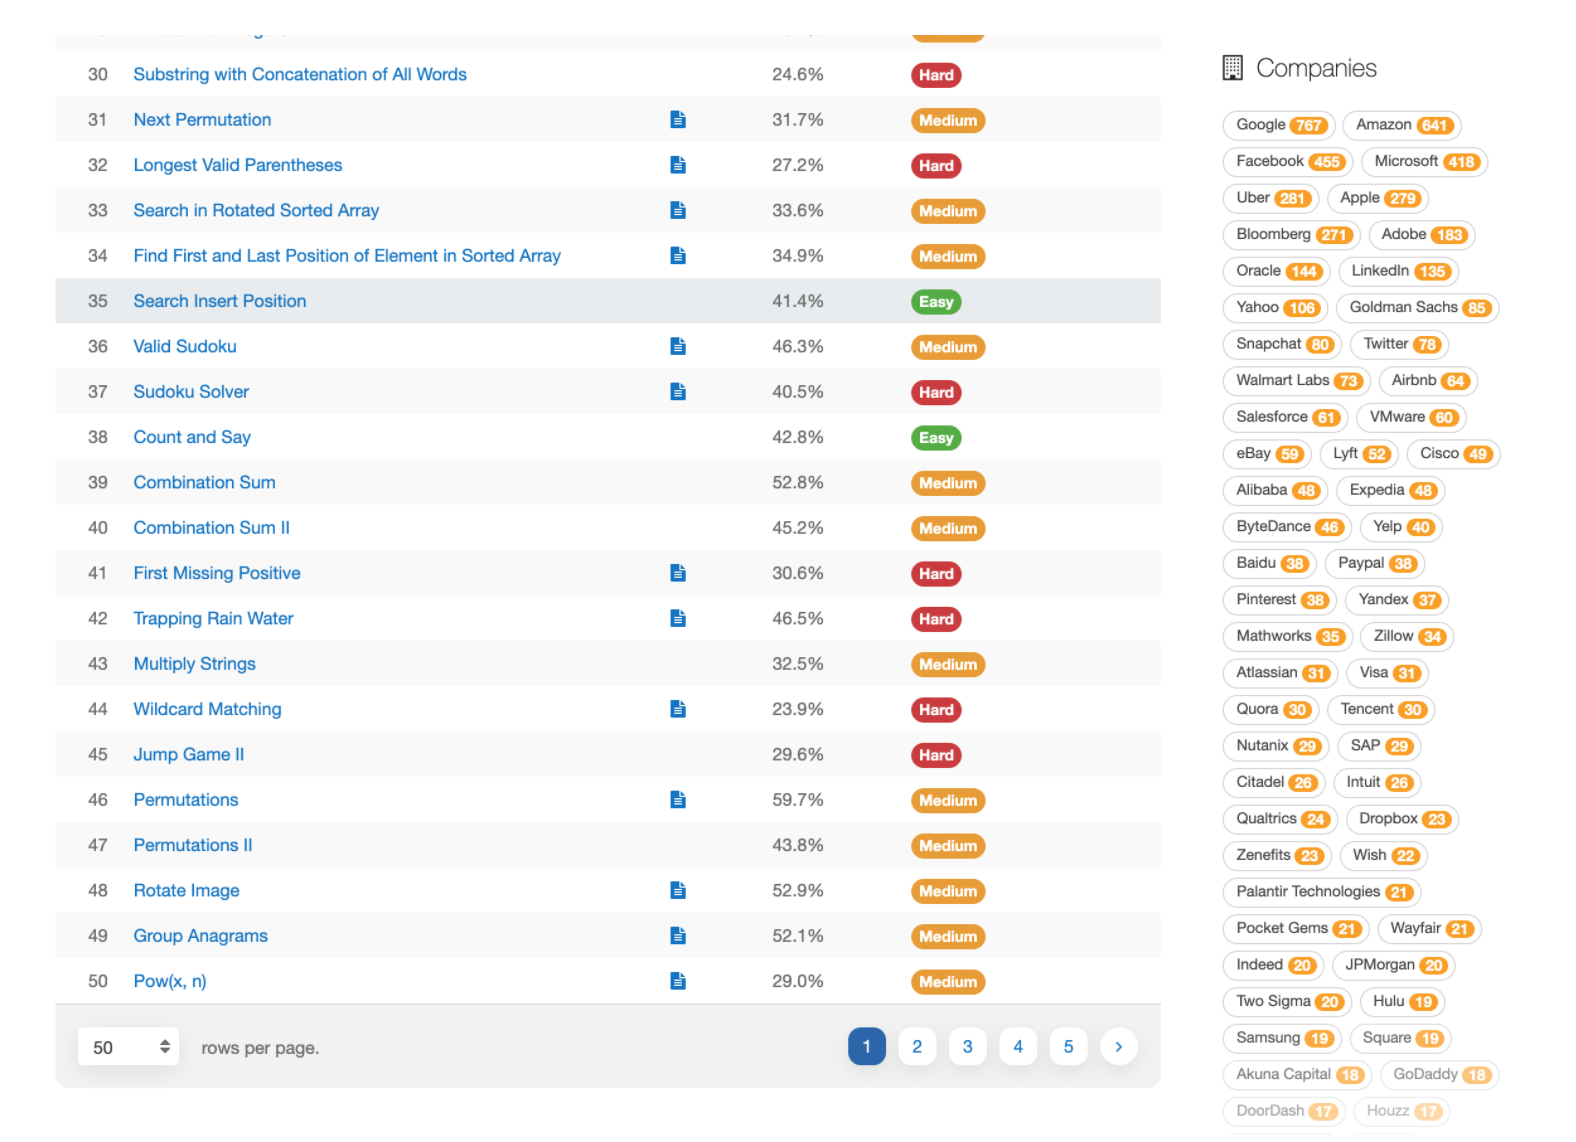 30 Substring with Concatenation of All Words 24.6% Hard
31 Next Permutation 31.7% Medium
32 Longest Valid Parentheses 27.2% Hard
33 Search in Rotated Sorted Array 33.6% Medium
34 Find First and Last Position of Element in Sorted Array 34.9% Medium
35 Search Insert Position 41.4% Easy
36 Valid Sudoku 46.3% Medium
37 Sudoku Solver 40.5% Hard
38 Count and Say 42.8% Easy
39 Combination Sum 52.8% Medium
40 Combination Sum II 45.2% Medium
41 First Missing Positive 30.6% Hard
42 Trapping Rain Water 46.5% Hard
43 Multiply Strings 32.5% Medium
44 Wildcard Matching 23.9% Hard
45 Jump Game II 29.6% Hard
46 Permutations 59.7% Medium
47 Permutations II 43.8% Medium
48 Rotate Image 52.9% Medium
49 Group Anagrams 52.1% Medium
50 Pow(x, n) 29.0% Medium
50 rows per page. 1 2 3 4 5 >
Companies
Google 767 Amazon 641
Facebook 455 Microsoft 418
Uber 281 Apple 279
Bloomberg 271 Adobe 183
Oracle 144 LinkedIn 135
Yahoo 106 Goldman Sachs 85
Snapchat 80 Twitter 78
Walmart Labs 73 Airbnb 64
Salesforce 61 VMware 60
eBay 59 Lyft 52 Cisco 49
Alibaba 48 Expedia 48
ByteDance 46 Yelp 40
Baidu 38 Paypal 38
Pinterest 38 Yandex 37
Mathworks 35 Zillow 34
Atlassian 31 Visa 31
Quora 30 Tencent 30
Nutanix 29 SAP 29
Citadel 26 Intuit 26
Qualtrics 24 Dropbox 23
Zenefits 23 Wish 22
Palantir Technologies 21
Pocket Gems 21 Wayfair 21
Indeed 20 JPMorgan 20
Two Sigma 20 Hulu 19
Samsung 19 Square 19
Akuna Capital 18 GoDaddy 18
DoorDash 17 Houzz 17